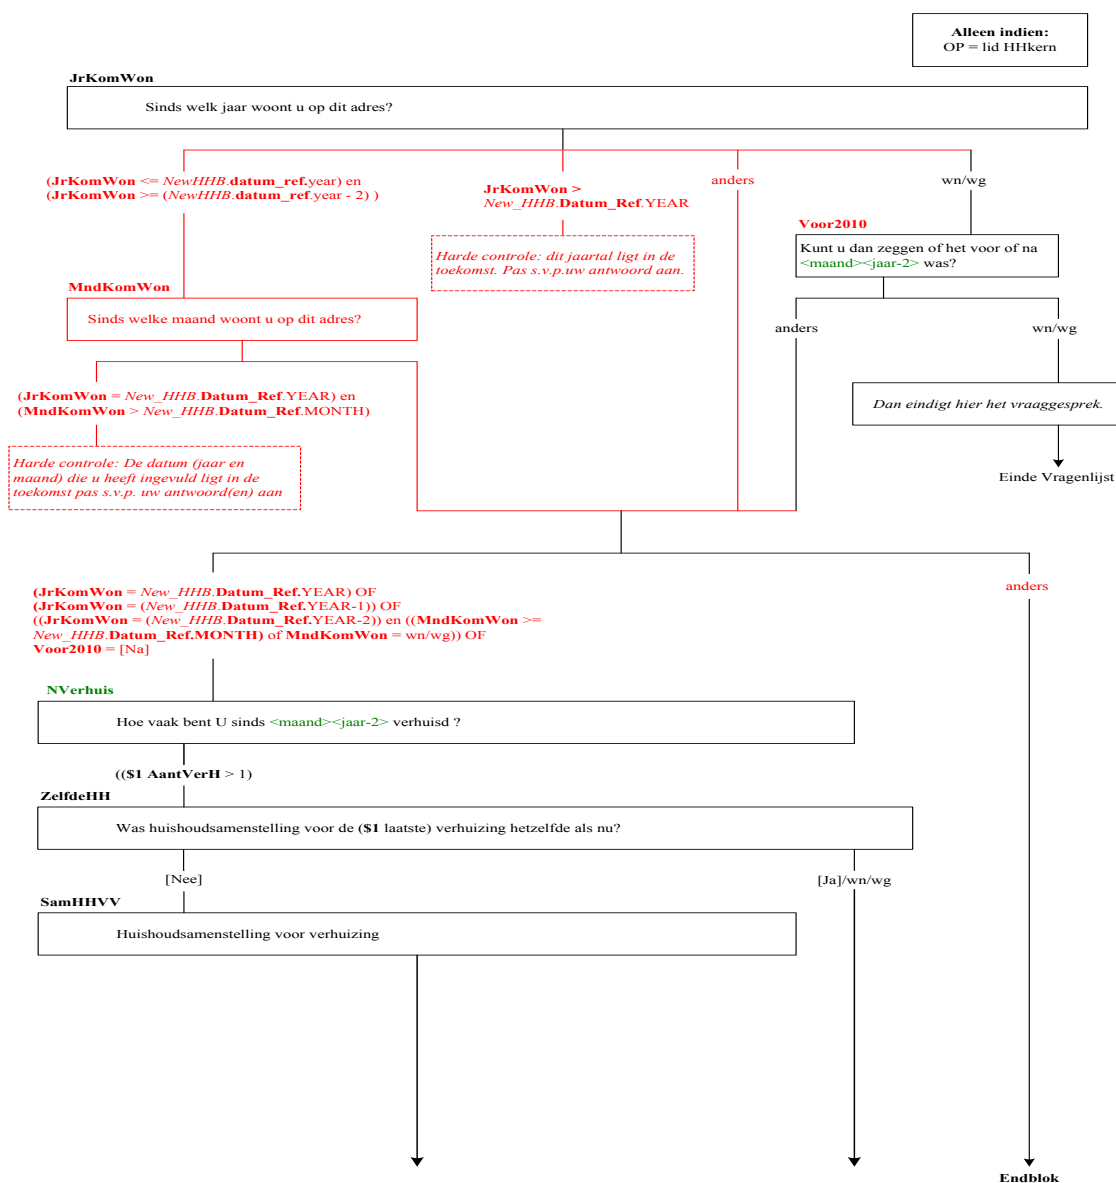 Alleen indien:
OP = lid HHkern
JrKomWon
Sinds welk jaar woont u op dit adres?
(JrKomWon <= NewHHB.datum_ref.year) en
(JrKomWon >= (NewHHB.datum_ref.year - 2) )
JrKomWon >
New_HHB.Datum_Ref.YEAR
anders
wn/wg
Harde controle: dit jaartal ligt in de
toekomst. Pas s.v.p.uw antwoord aan.
Voor2010
Kunt u dan zeggen of het voor of na
<maand><jaar-2> was?
MndKomWon
Sinds welke maand woont u op dit adres?
anders
wn/wg
(JrKomWon = New_HHB.Datum_Ref.YEAR) en
(MndKomWon > New_HHB.Datum_Ref.MONTH)
Dan eindigt hier het vraaggesprek.
Harde controle: De datum (jaar en
maand) die u heeft ingevuld ligt in de
toekomst pas s.v.p. uw antwoord(en) aan
Einde Vragenlijst
(JrKomWon = New_HHB.Datum_Ref.YEAR) OF
(JrKomWon = (New_HHB.Datum_Ref.YEAR-1)) OF
((JrKomWon = (New_HHB.Datum_Ref.YEAR-2)) en ((MndKomWon >=
New_HHB.Datum_Ref.MONTH) of MndKomWon = wn/wg)) OF
Voor2010 = [Na]
anders
NVerhuis
Hoe vaak bent U sinds <maand><jaar-2> verhuisd ?
(($1 AantVerH > 1)
ZelfdeHH
Was huishoudsamenstelling voor de ($1 laatste) verhuizing hetzelfde als nu?
[Nee]
[Ja]/wn/wg
SamHHVV
Huishoudsamenstelling voor verhuizing
Endblok